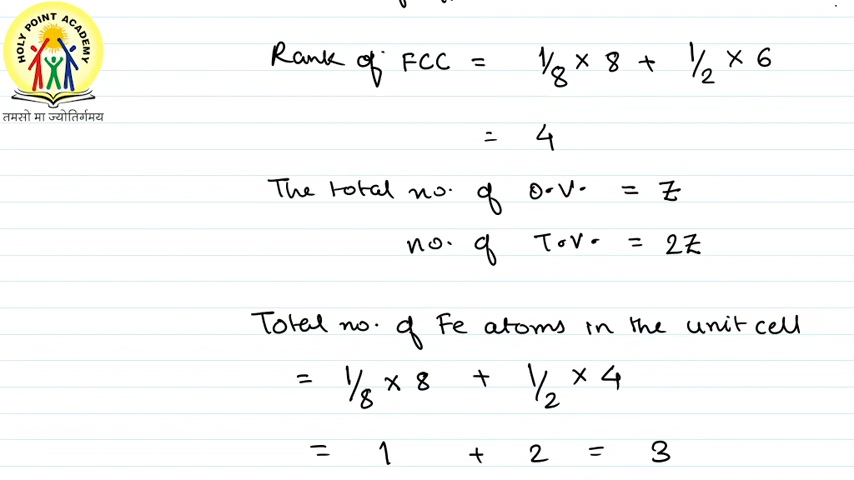 HOLY POINT ACADEMY
तमसो मा ज्योतिर्गमय
Rank of FCC = 1/8 × 8 + 1/2 × 6
= 4
The total no. of O.V. = Z
no. of T.V. = 2Z
Total no. of Fe atoms in the unit cell
= 1/8 × 8 + 1/2 × 4
= 1 + 2 = 3